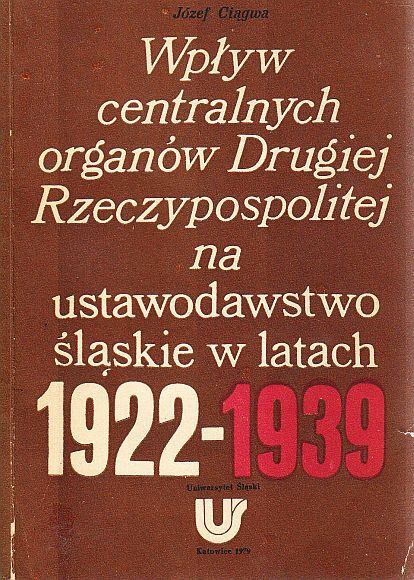 Józef Ciągwa
Wpływ
centralnych
organów Drugiej
Rzeczypospolitej
na
ustawodawstwo
śląskie w latach
1922-1939
Uniwersytet Śląski
Katowice 1979